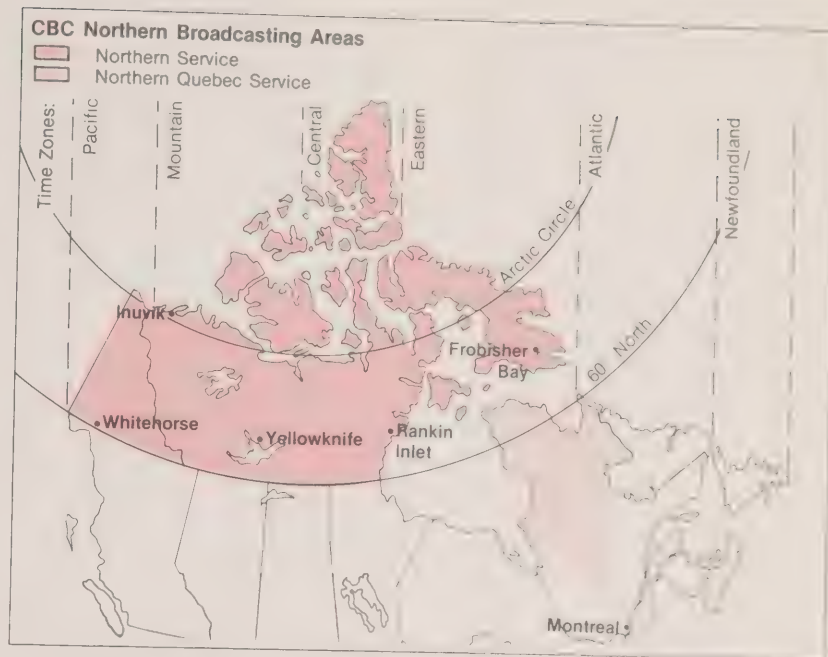 CBC Northern Broadcasting Areas
Northern Service
Northern Quebec Service
Time Zones:
Pacific
Mountain
Central
Eastern
Atlantic
Newfoundland
Arctic Circle
60 North
Inuvik
Frobisher
Bay
Whitehorse
Yellowknife
Rankin
Inlet
Montreal